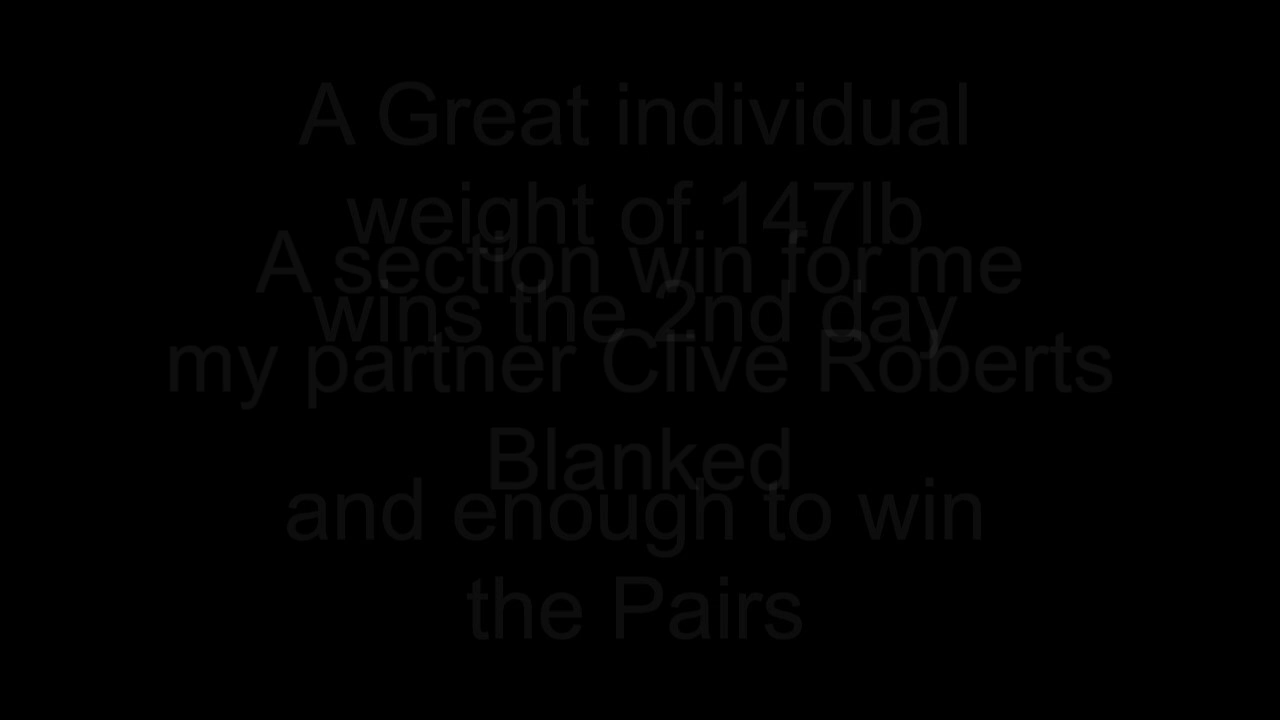 A Great individual
weight of 147lb
wins the 2nd day
and enough to win
the Pairs
A section win for me
my partner Clive Roberts
Blanked